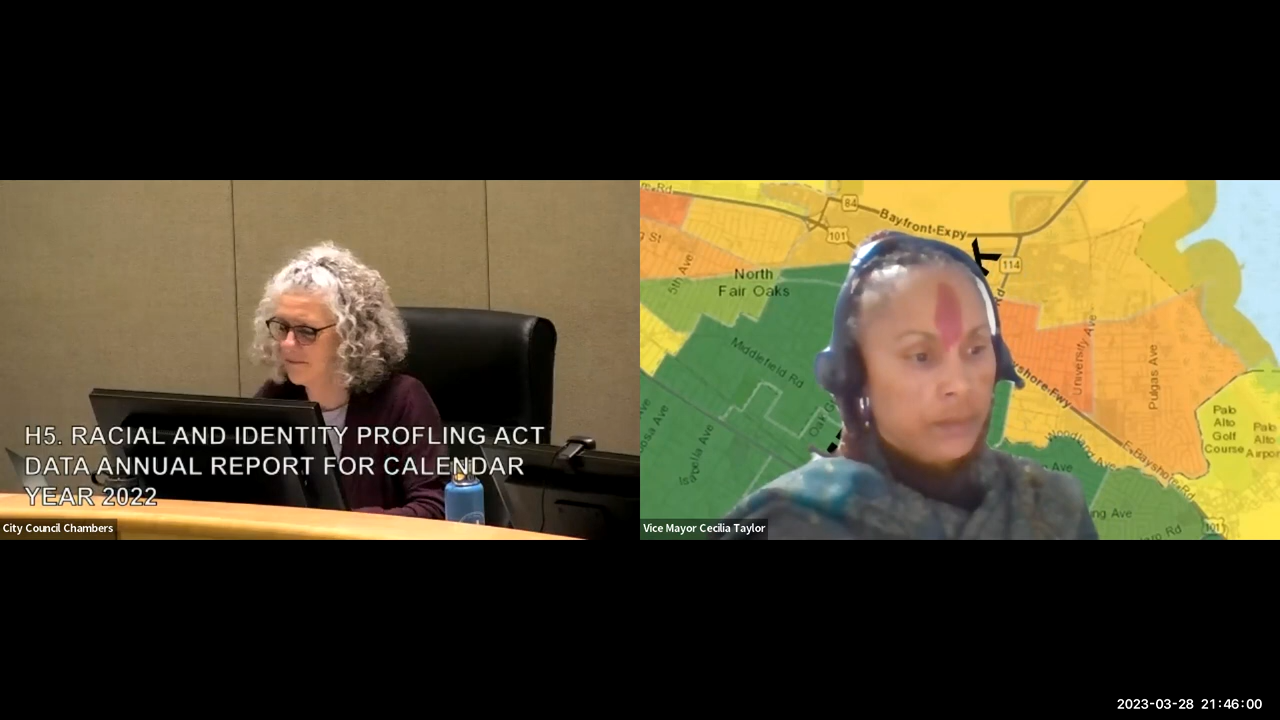 H5. RACIAL AND IDENTITY PROFLING ACT
DATA ANNUAL REPORT FOR CALENDAR
YEAR 2022
City Council Chambers
Vice Mayor Cecilia Taylor
84
Bayfront Expy
101
114
5th Ave
North
Fair Oaks
Middlefield Rd
University Ave
Pulgas Ave
E Bayshore Rd
Palo
Alto
Golf
Course
Palo
Alto
Airport
101
2023-03-28 21:46:00